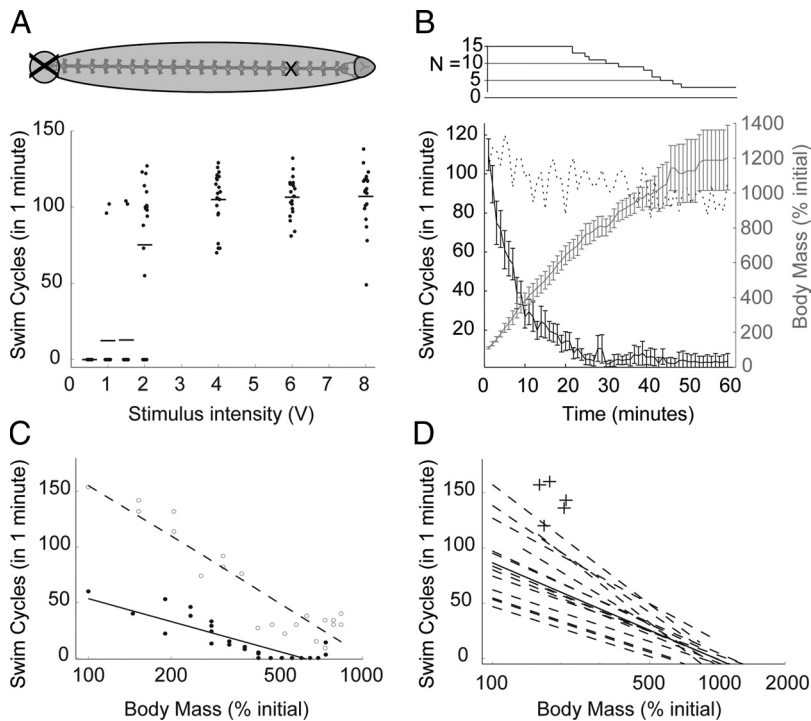 A
B
15
N = 10
5
0
Swim Cycles (in 1 minute)
150
100
50
0
0 1 2 3 4 5 6 7 8
Stimulus intensity (V)
Swim Cycles (in 1 minute)
120
100
80
60
40
20
1400
1200
1000
800
600
400
200
0
Body Mass (% initial)
0 10 20 30 40 50 60
Time (minutes)
C
D
Swim Cycles (in 1 minute)
150
100
50
0
100 200 500 1000
Body Mass (% initial)
Swim Cycles (in 1 minute)
150
100
50
0
100 500 1000 2000
Body Mass (% initial)